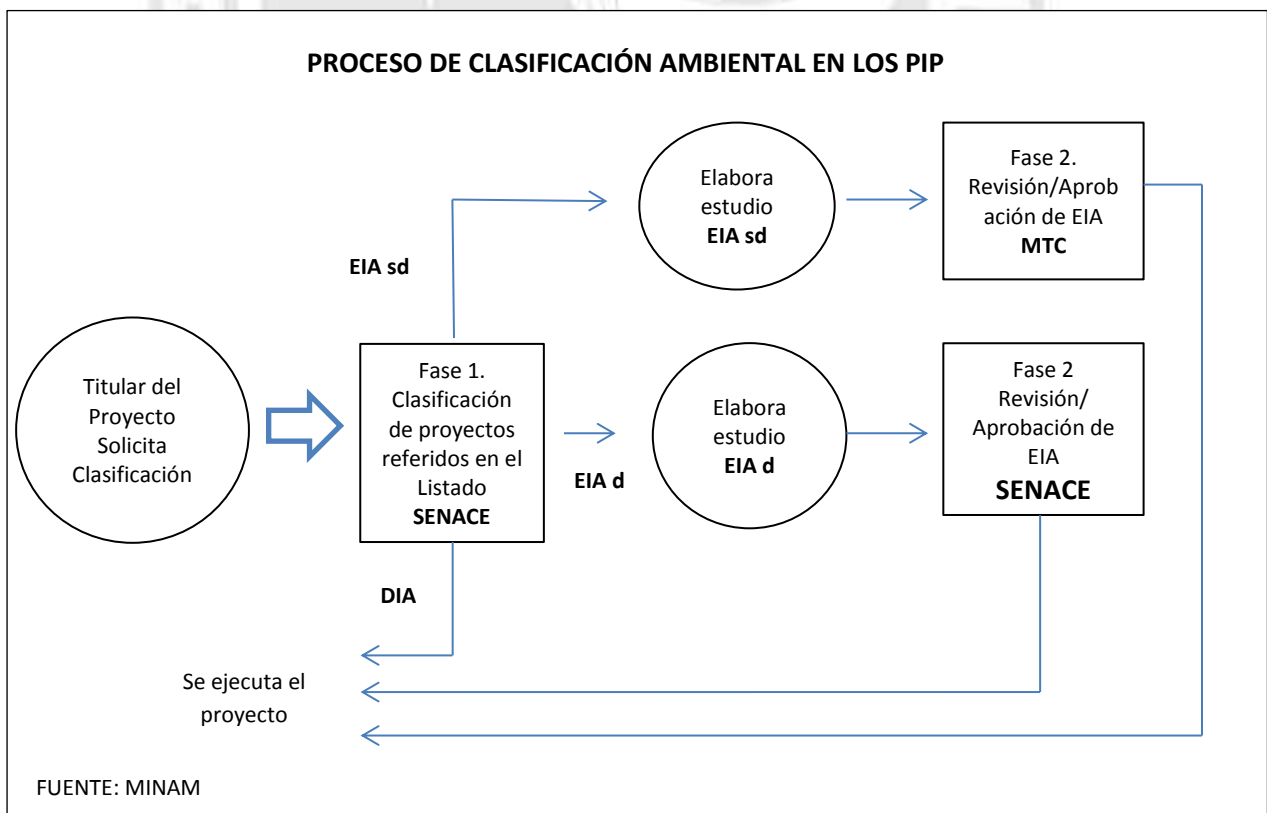 PROCESO DE CLASIFICACIÓN AMBIENTAL EN LOS PIP
Titular del
Proyecto
Solicita
Clasificación
Fase 1.
Clasificación
de proyectos
referidos en el
Listado
SENACE
EIA sd
Elabora
estudio
EIA sd
Fase 2.
Revisión/Aprob
ación de EIA
MTC
EIA d
Elabora
estudio
EIA d
Fase 2
Revisión/
Aprobación de
EIA
SENACE
DIA
Se ejecuta el
proyecto
FUENTE: MINAM